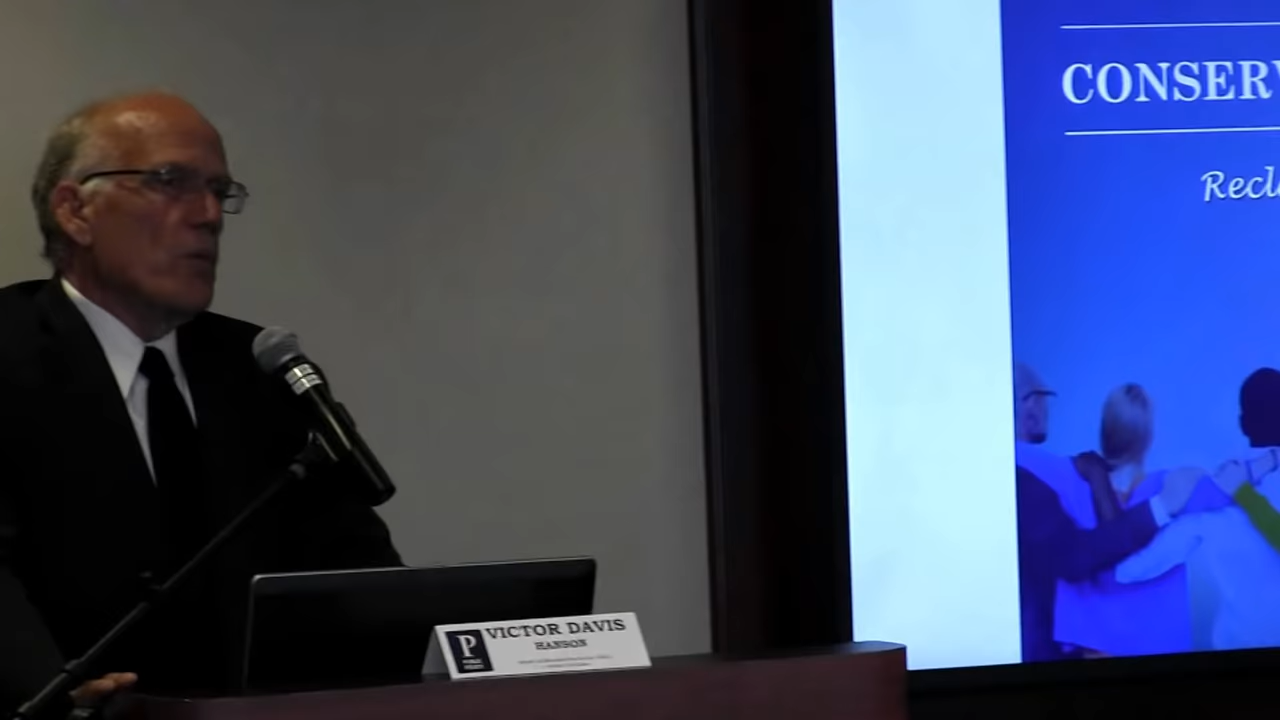 CONSERV
Recl
P
VICTOR DAVIS
HANSON